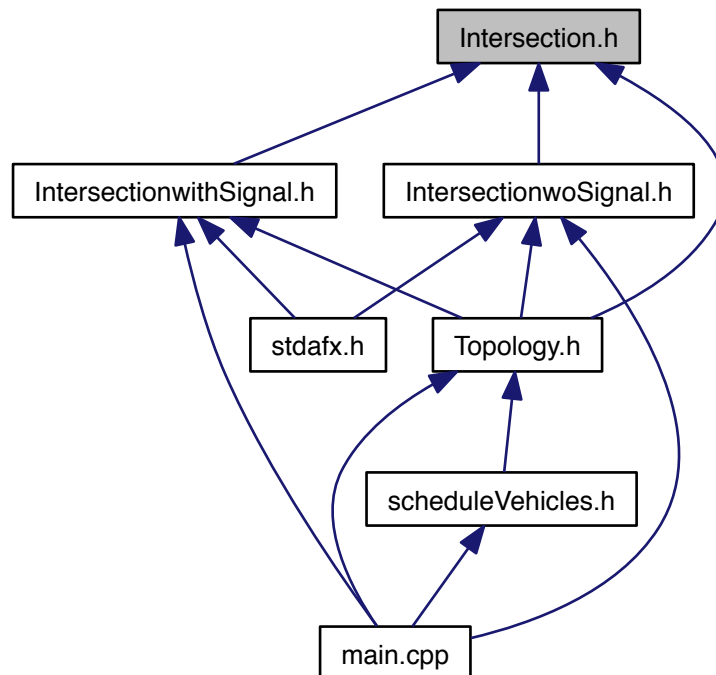 Intersection.h
IntersectionwithSignal.h
IntersectionwoSignal.h
stdafx.h
Topology.h
scheduleVehicles.h
main.cpp